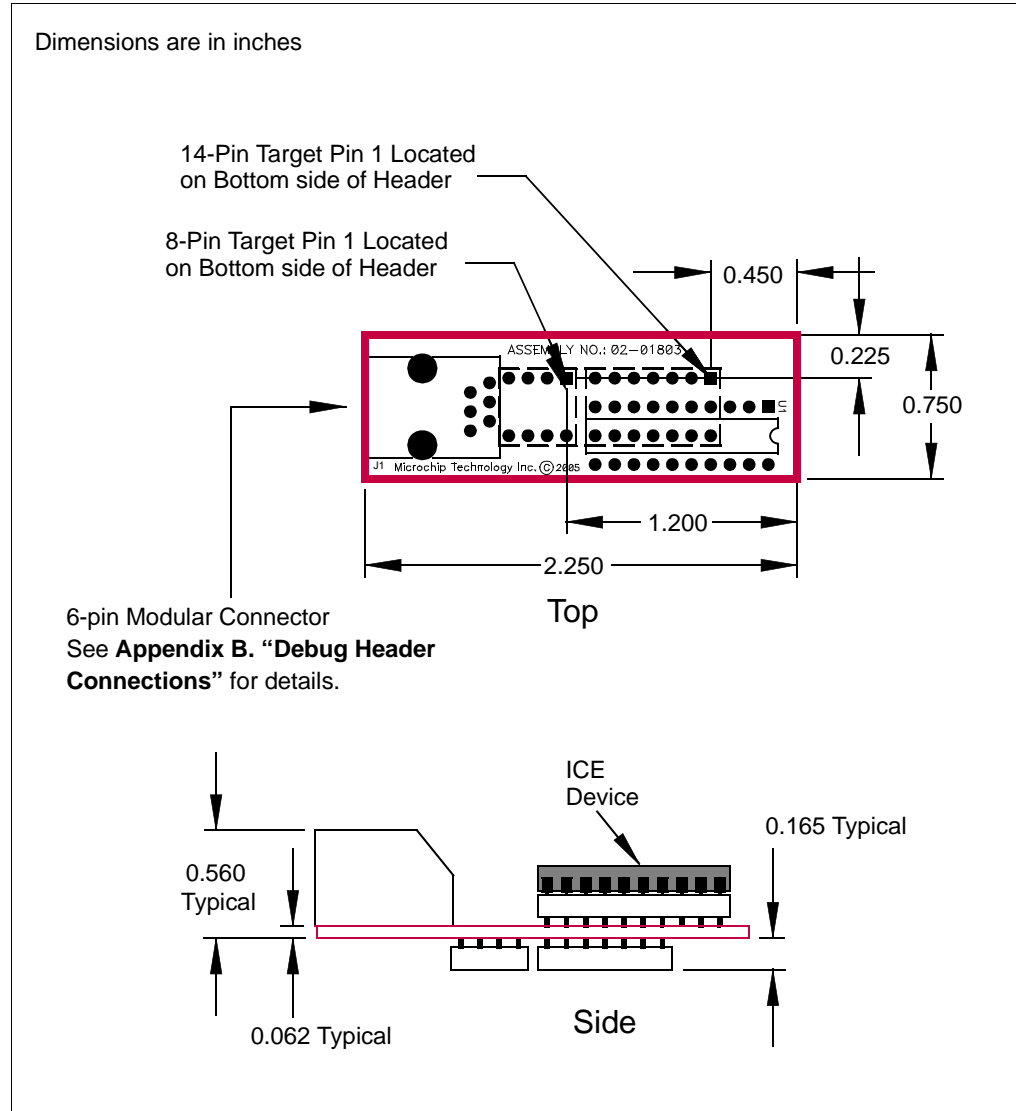 Dimensions are in inches
14-Pin Target Pin 1 Located
on Bottom side of Header
8-Pin Target Pin 1 Located
on Bottom side of Header
0.450
0.225
0.750
ASSEMBLY NO.: 02-01803
U1
J1 Microchip Technology Inc. © 2005
1.200
2.250
Top
6-pin Modular Connector
See Appendix B. “Debug Header
Connections” for details.
ICE
Device
0.165 Typical
0.560
Typical
0.062 Typical
Side